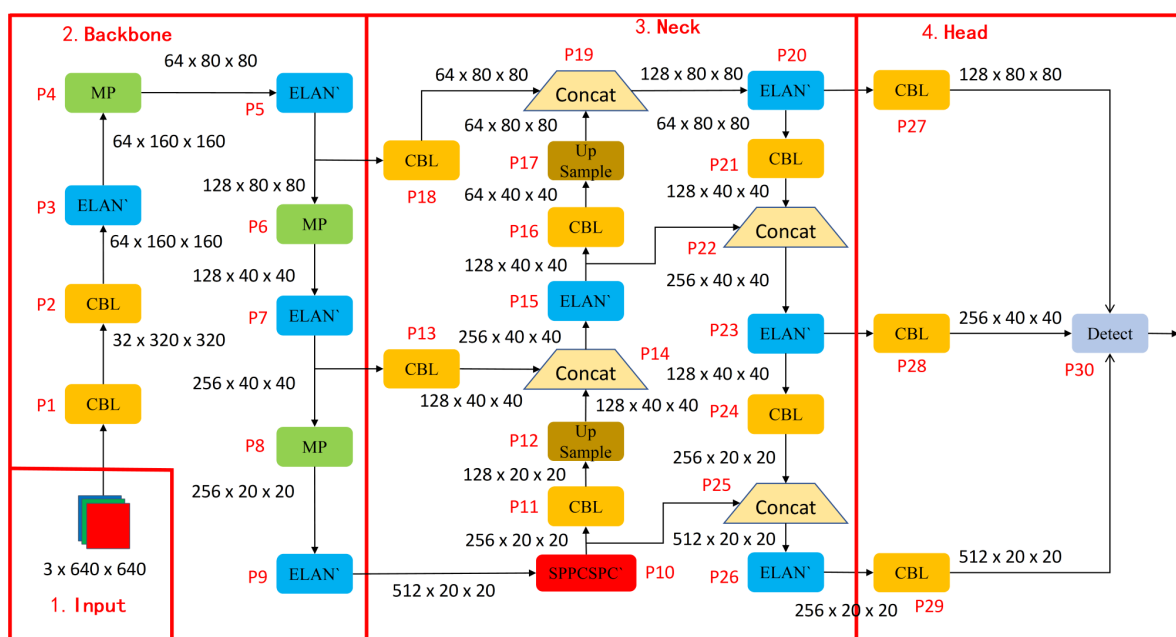 2. Backbone
64 x 80 x 80
P4
MP
ELAN`
P5
64 x 160 x 160
128 x 80 x 80
P3
ELAN`
P6
MP
64 x 160 x 160
128 x 40 x 40
P2
CBL
P7
ELAN`
32 x 320 x 320
256 x 40 x 40
P1
CBL
P8
MP
256 x 20 x 20
3 x 640 x 640
P9
ELAN`
1. Input
3. Neck
P19
P20
64 x 80 x 80
128 x 80 x 80
Concat
ELAN`
64 x 80 x 80
64 x 80 x 80
CBL
P18
P17
Up
Sample
P21
CBL
64 x 40 x 40
128 x 40 x 40
P16
CBL
P22
Concat
128 x 40 x 40
256 x 40 x 40
P15
ELAN`
P13
P23
ELAN`
256 x 40 x 40
P14
CBL
Concat
128 x 40 x 40
128 x 40 x 40
128 x 40 x 40
P24
CBL
P12
Up
Sample
256 x 20 x 20
128 x 20 x 20
P25
P11
CBL
Concat
256 x 20 x 20
512 x 20 x 20
SPPCSPC`
P10
P26
ELAN`
512 x 20 x 20
256 x 20 x 20
4. Head
128 x 80 x 80
CBL
P27
256 x 40 x 40
CBL
Detect
P28
P30
512 x 20 x 20
CBL
P29